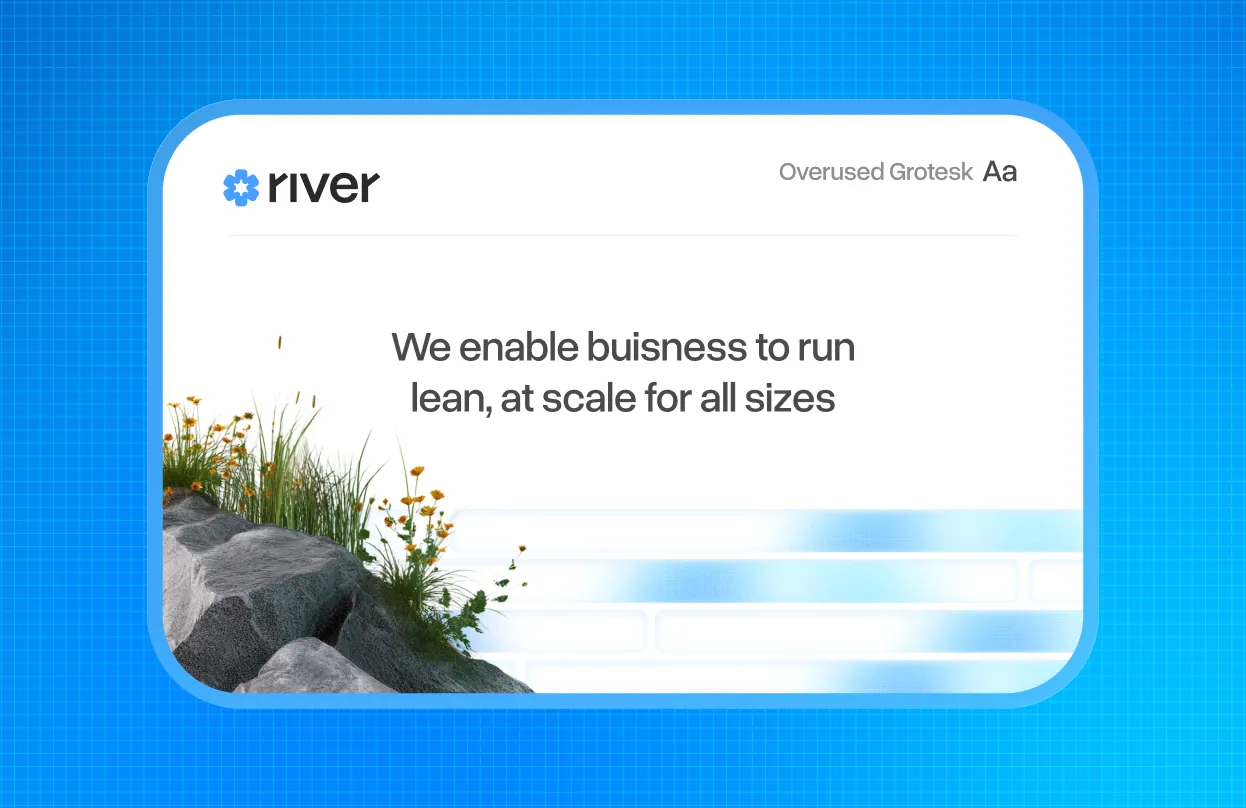 river
Overused Grotesk Aa
We enable buisness to run
lean, at scale for all sizes